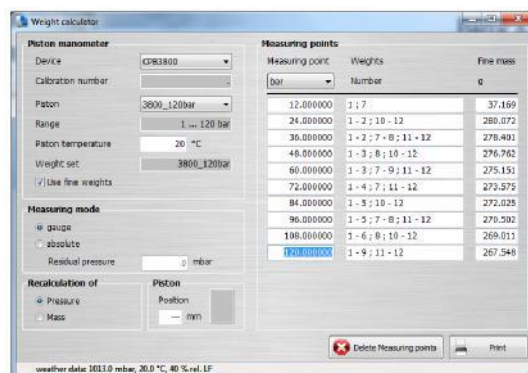 Weight calculator
Piston manometer
Device CPB3800
Calibration number
Piston 3800_120bar
Range 1 ... 120 bar
Piston temperature 20 °C
Weight set 3800_120bar
Use fine weights
Measuring mode
gauge
absolute
Residual pressure 0 mbar
Recalculation of
Pressure
Mass
Piston
Position
--- mm
Measuring points
Measuring point Weights Fine mass
bar Number g
12.000000 1 ; 7 37.169
24.000000 1 - 2 ; 10 - 12 280.072
36.000000 1 - 2 ; 7 - 8 ; 11 - 12 278.401
48.000000 1 - 3 ; 8 ; 10 - 12 276.762
60.000000 1 - 3 ; 7 - 9 ; 11 - 12 275.151
72.000000 1 - 4 ; 7 ; 11 - 12 273.575
84.000000 1 - 5 ; 10 - 12 272.025
96.000000 1 - 5 ; 7 - 8 ; 11 - 12 270.502
108.000000 1 - 6 ; 8 ; 10 - 12 269.011
120.000000 1 - 9 ; 11 - 12 267.548
Delete Measuring points
Print
weather data: 1013.0 mbar, 20.0 °C, 40 % rel. LF